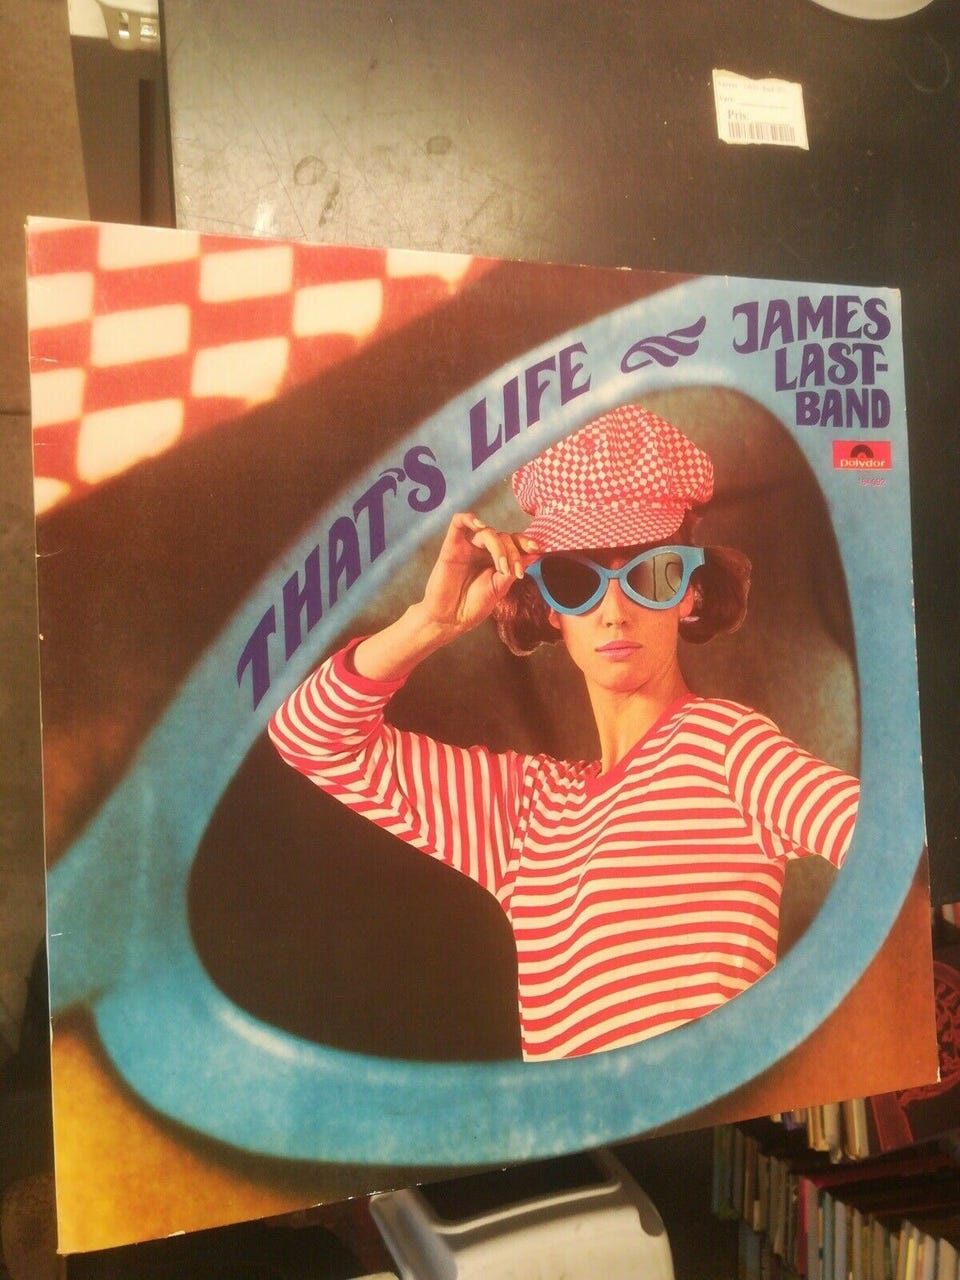 Pris:
THAT'S LIFE
JAMES
LAST-
BAND
Polydor